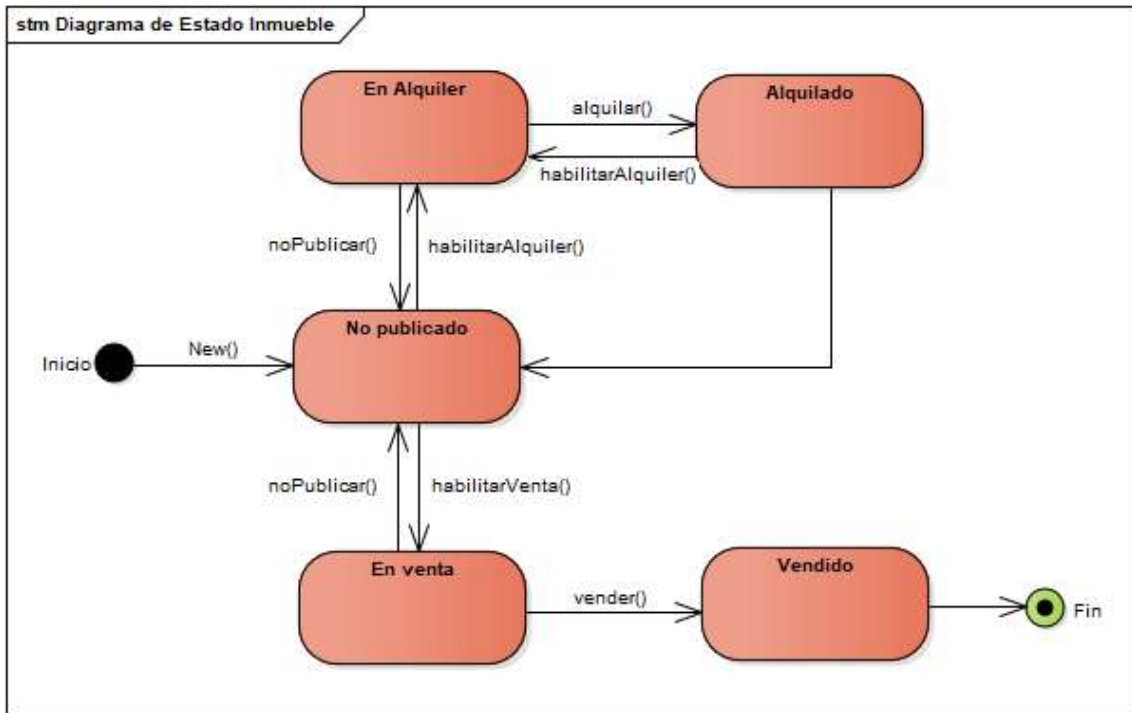 stm Diagrama de Estado Inmueble
En Alquiler
alquilar()
Alquilado
habilitarAlquiler()
noPublicar()
habilitarAlquiler()
No publicado
Inicio
New()
noPublicar()
habilitarVenta()
En venta
vender()
Vendido
Fin